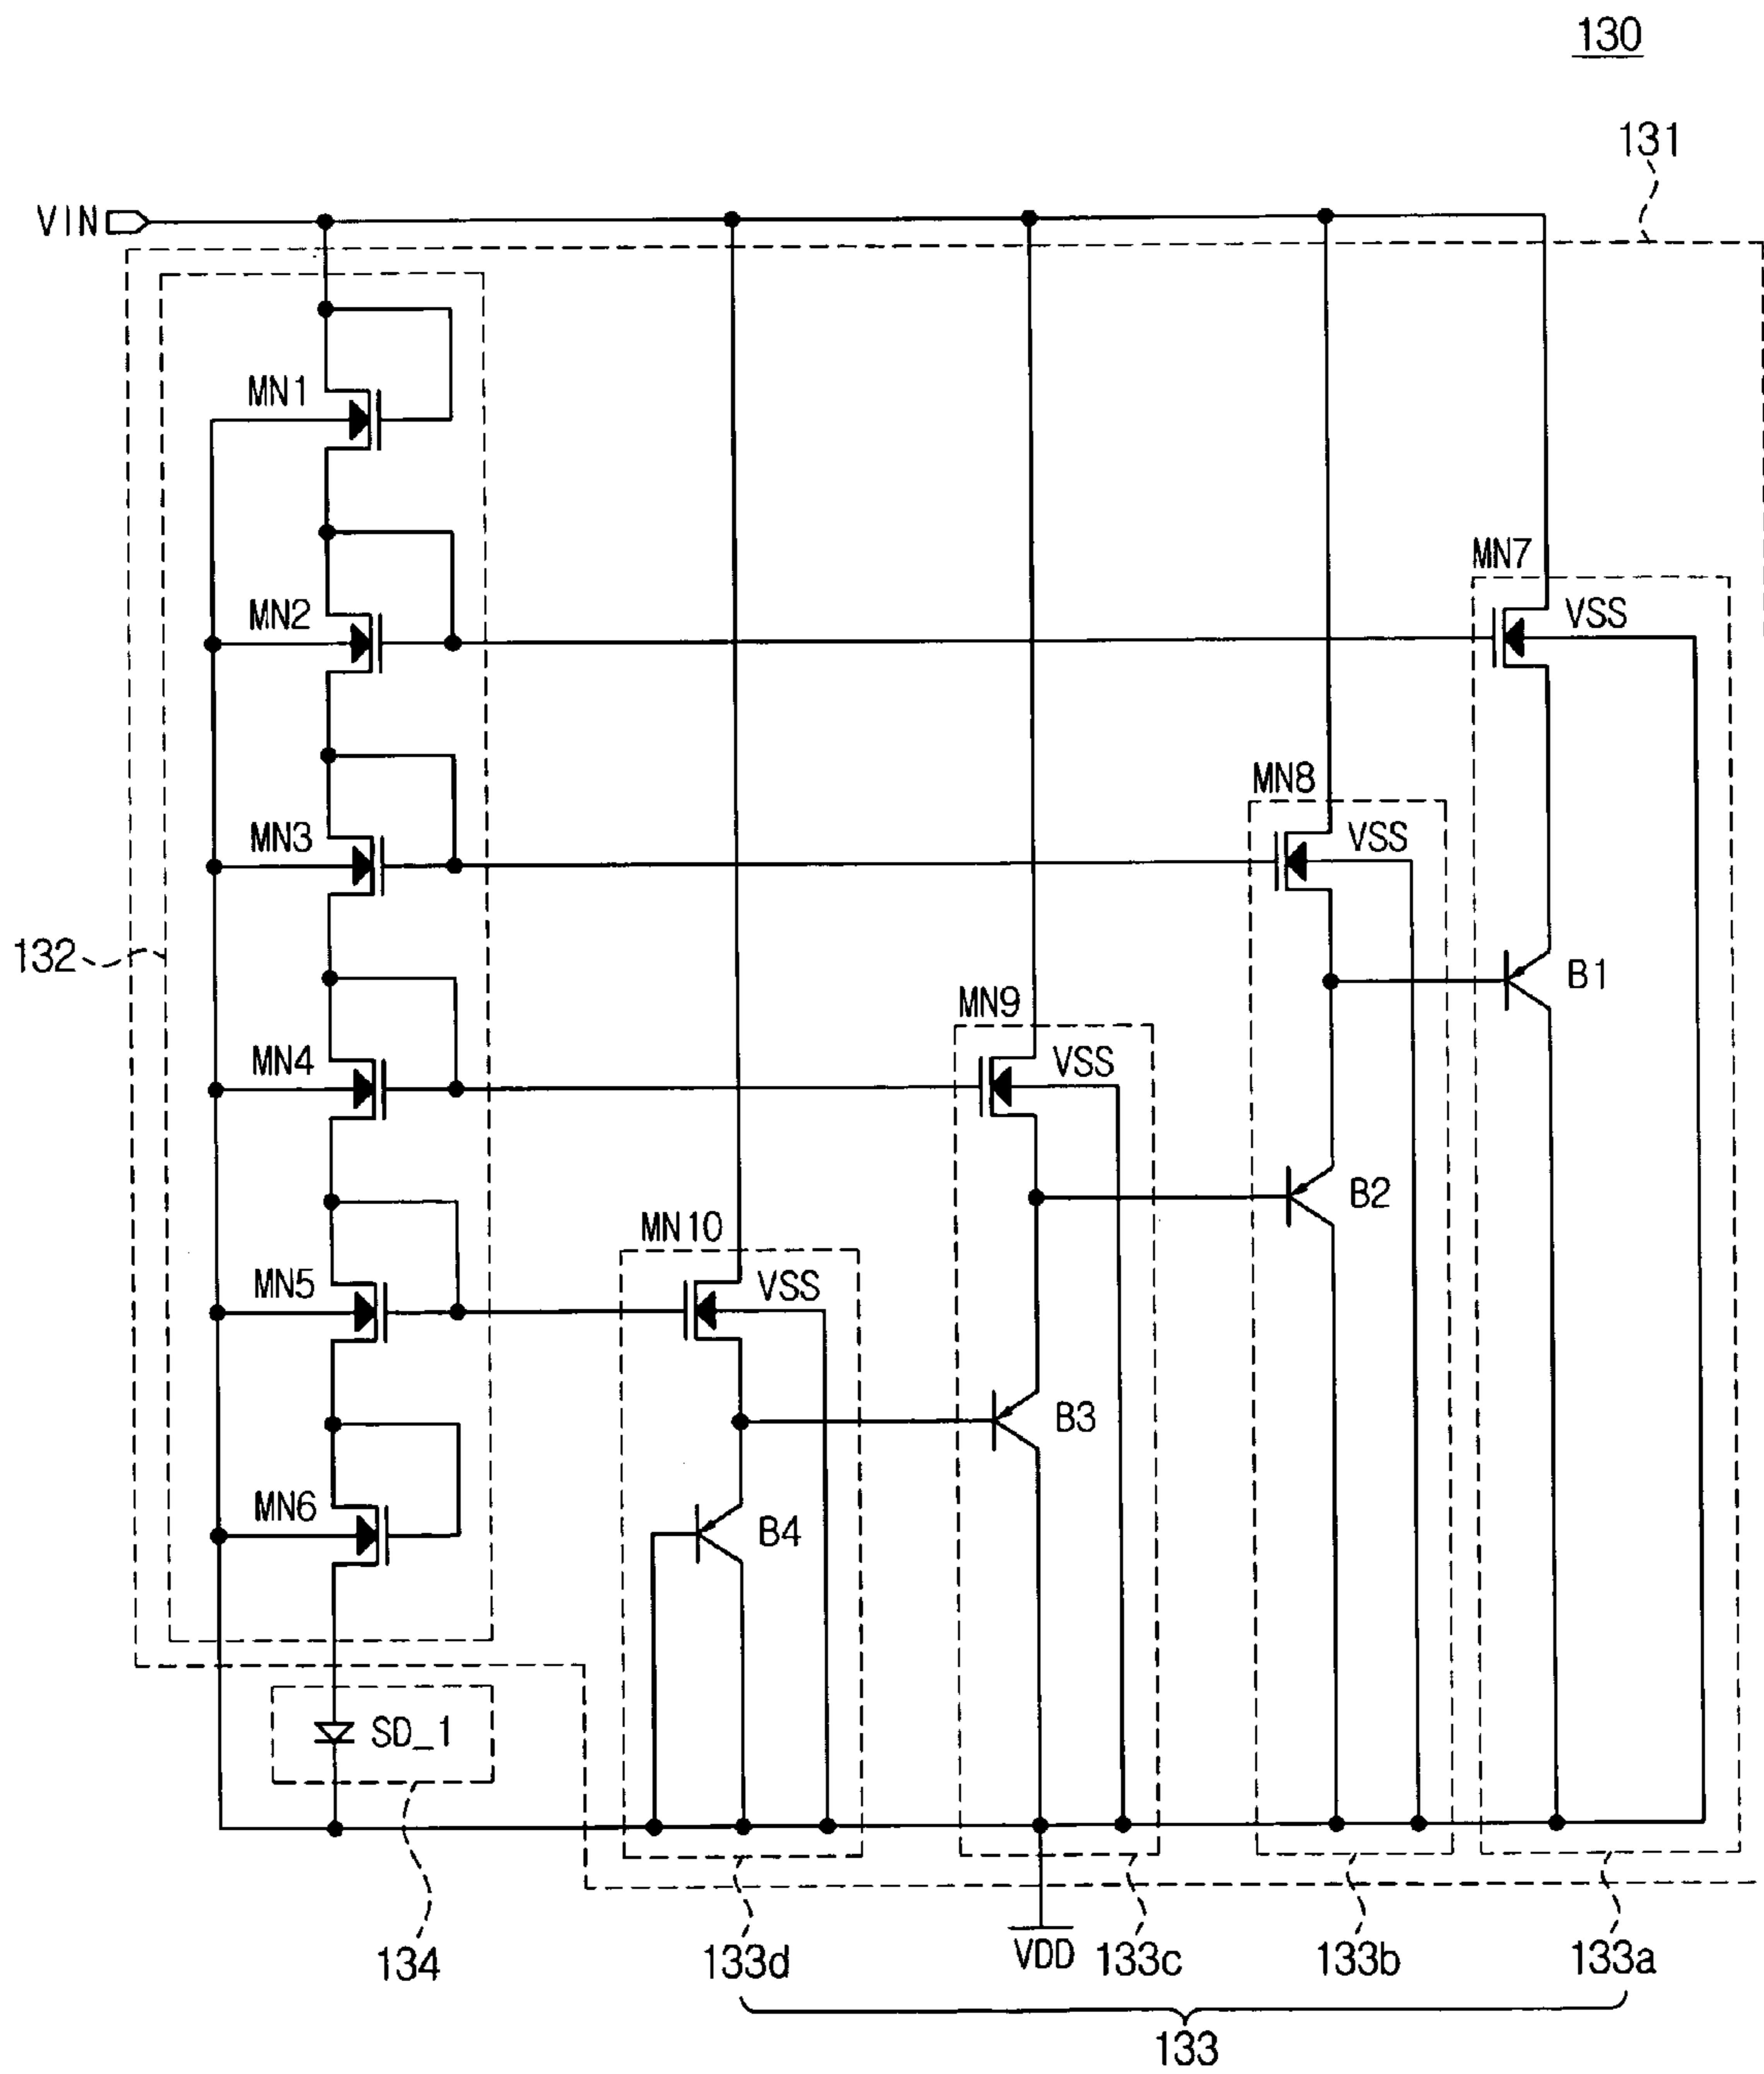 130
131
VIN
MN1
MN7
MN2
VSS
MN8
MN3
VSS
132
B1
MN9
MN4
VSS
B2
MN10
MN5
VSS
B3
MN6
B4
SD_1
134
133d
VDD
133c
133b
133a
133